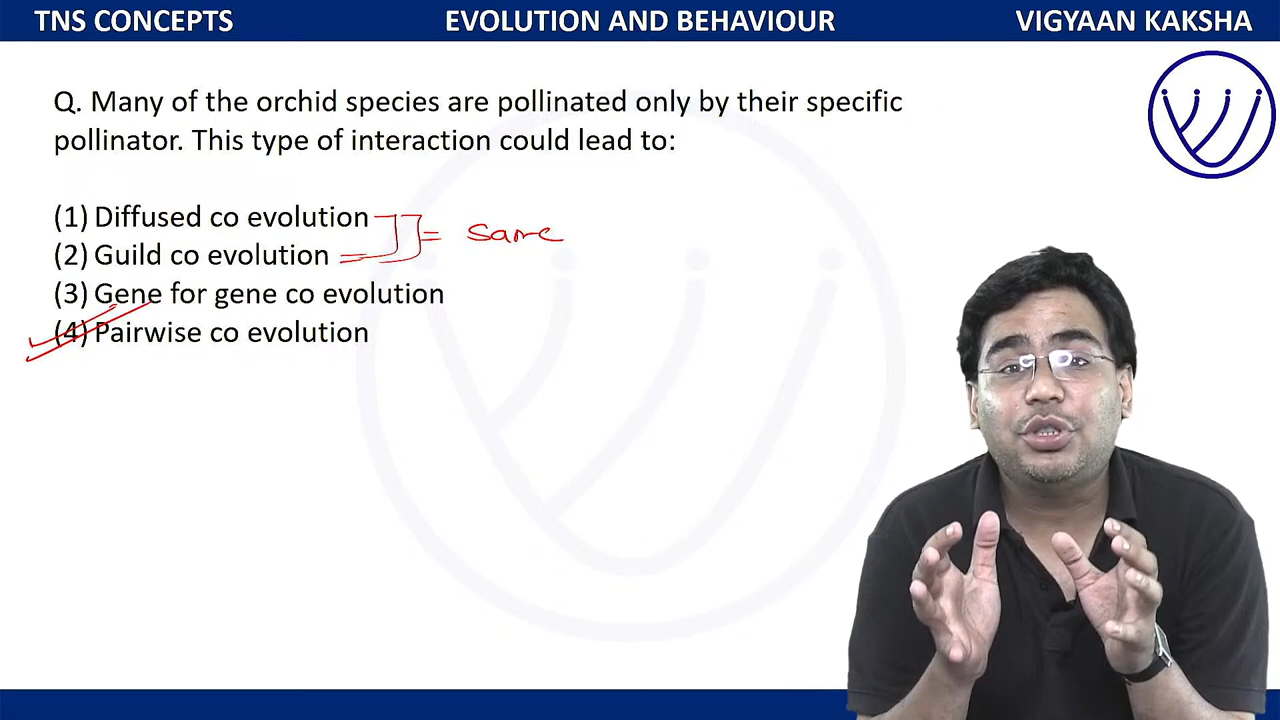 TNS CONCEPTS EVOLUTION AND BEHAVIOUR VIGYAAN KAKSHA
Q. Many of the orchid species are pollinated only by their specific
pollinator. This type of interaction could lead to:
(1) Diffused co evolution
(2) Guild co evolution
= same
(3) Gene for gene co evolution
(4) Pairwise co evolution